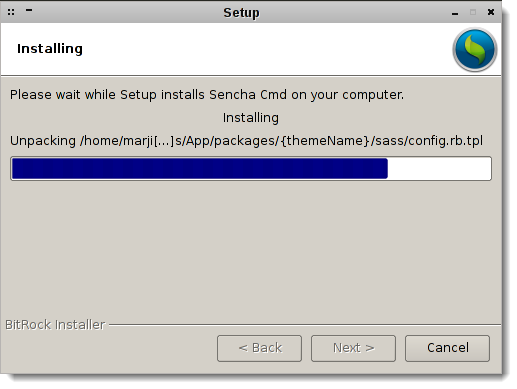 Setup
Installing
Please wait while Setup installs Sencha Cmd on your computer.
Installing
Unpacking /home/marji[...]s/App/packages/{themeName}/sass/config.rb.tpl
BitRock Installer
< Back
Next >
Cancel